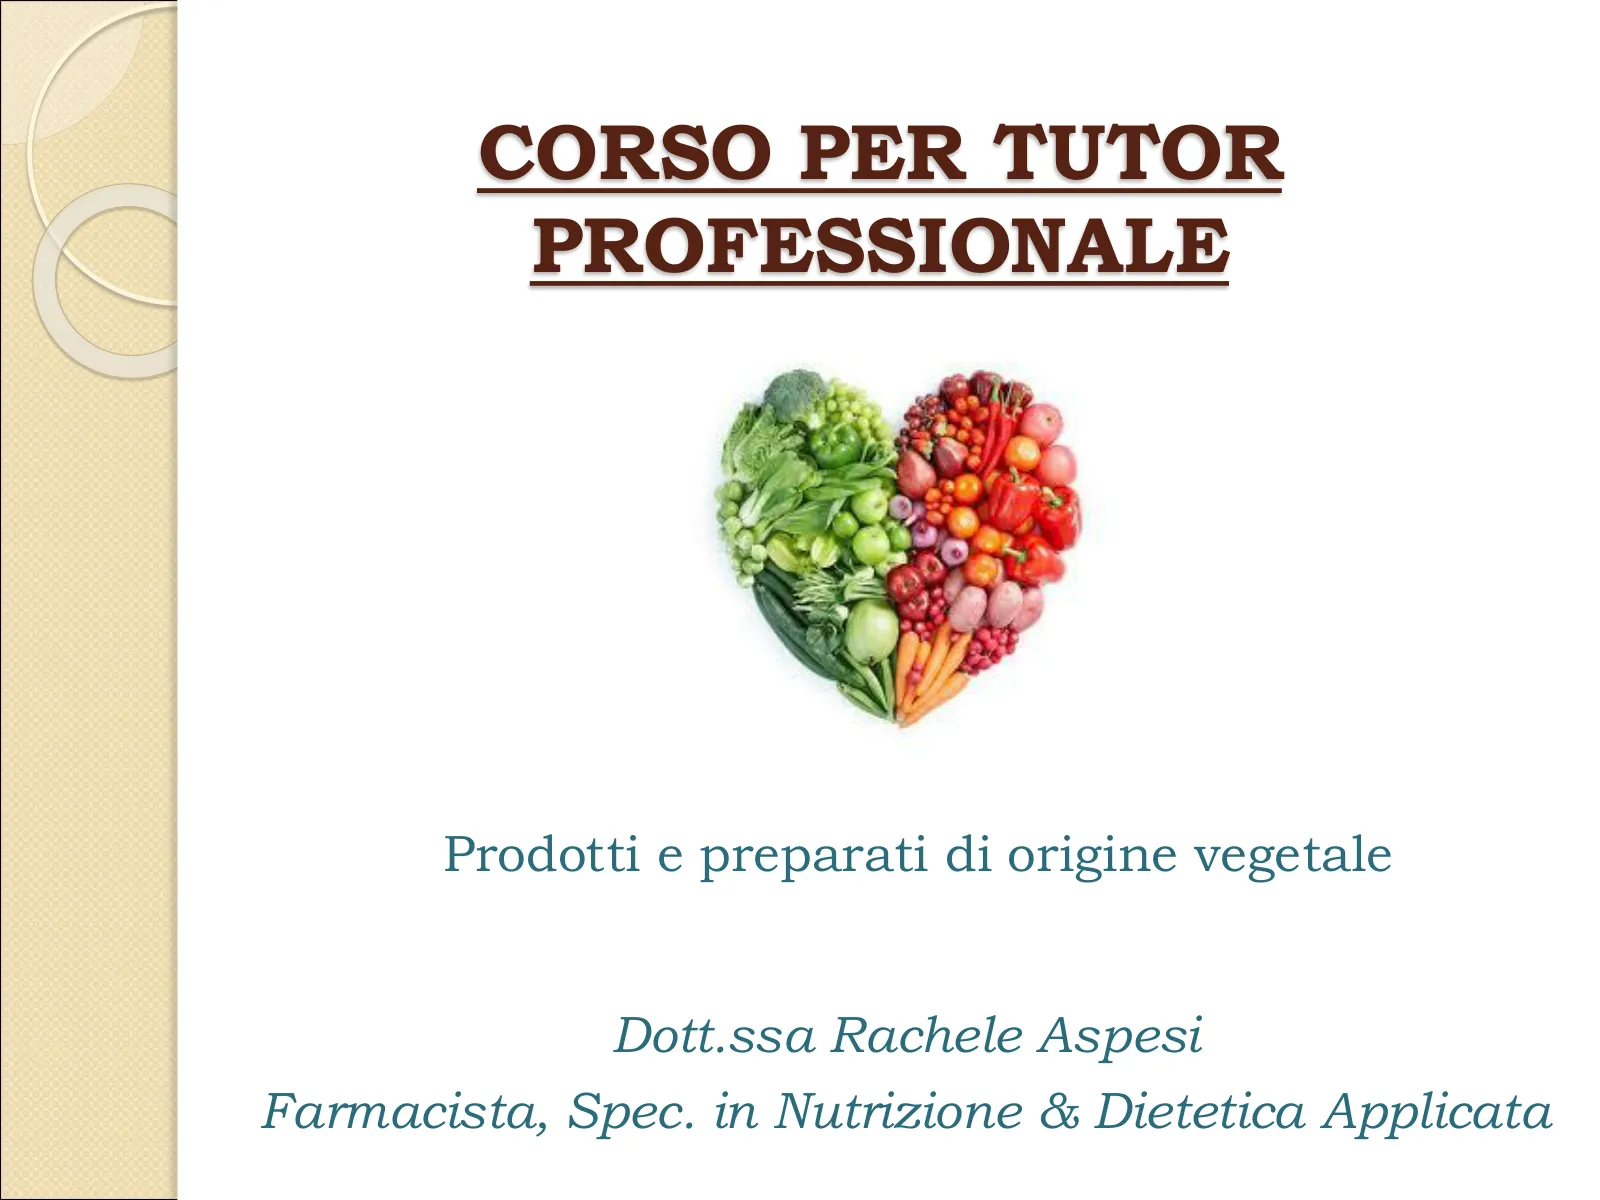 CORSO PER TUTOR
PROFESSIONALE
Prodotti e preparati di origine vegetale
Dott.ssa Rachele Aspesi
Farmacista, Spec. in Nutrizione & Dietetica Applicata